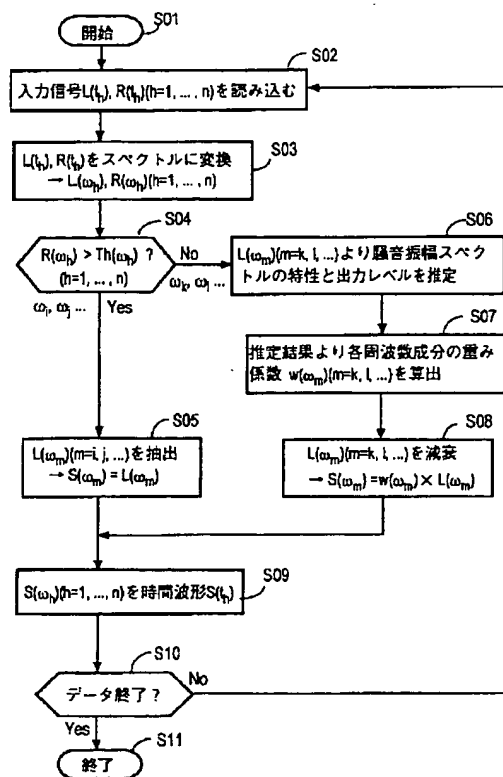 S01
開始
S02
入力信号L(tₕ), R(tₕ)(h=1, ... , n)を読み込む
S03
L(tₕ), R(tₕ)をスペクトルに変換
→ L(ωₕ), R(ωₕ)(h=1, ... , n)
S04
R(ωₕ) > Th(ωₕ) ?
(h=1, ... , n)
No
ωₖ, ωₗ ...
ωᵢ, ωⱼ ...
Yes
S06
L(ωₘ)(m=k, l, ...)より騒音振幅スペク
トルの特性と出力レベルを推定
S07
推定結果より各周波数成分の重み
係数 w(ωₘ)(m=k, l, ...)を算出
S05
L(ωₘ)(m=i, j, ...)を抽出
→ S(ωₘ) = L(ωₘ)
S08
L(ωₘ)(m=k, l, ...)を減衰
→ S(ωₘ) = w(ωₘ) × L(ωₘ)
S09
S(ωₕ)(h=1, ... , n)を時間波形S(tₕ)
S10
データ終了 ?
No
Yes
S11
終了